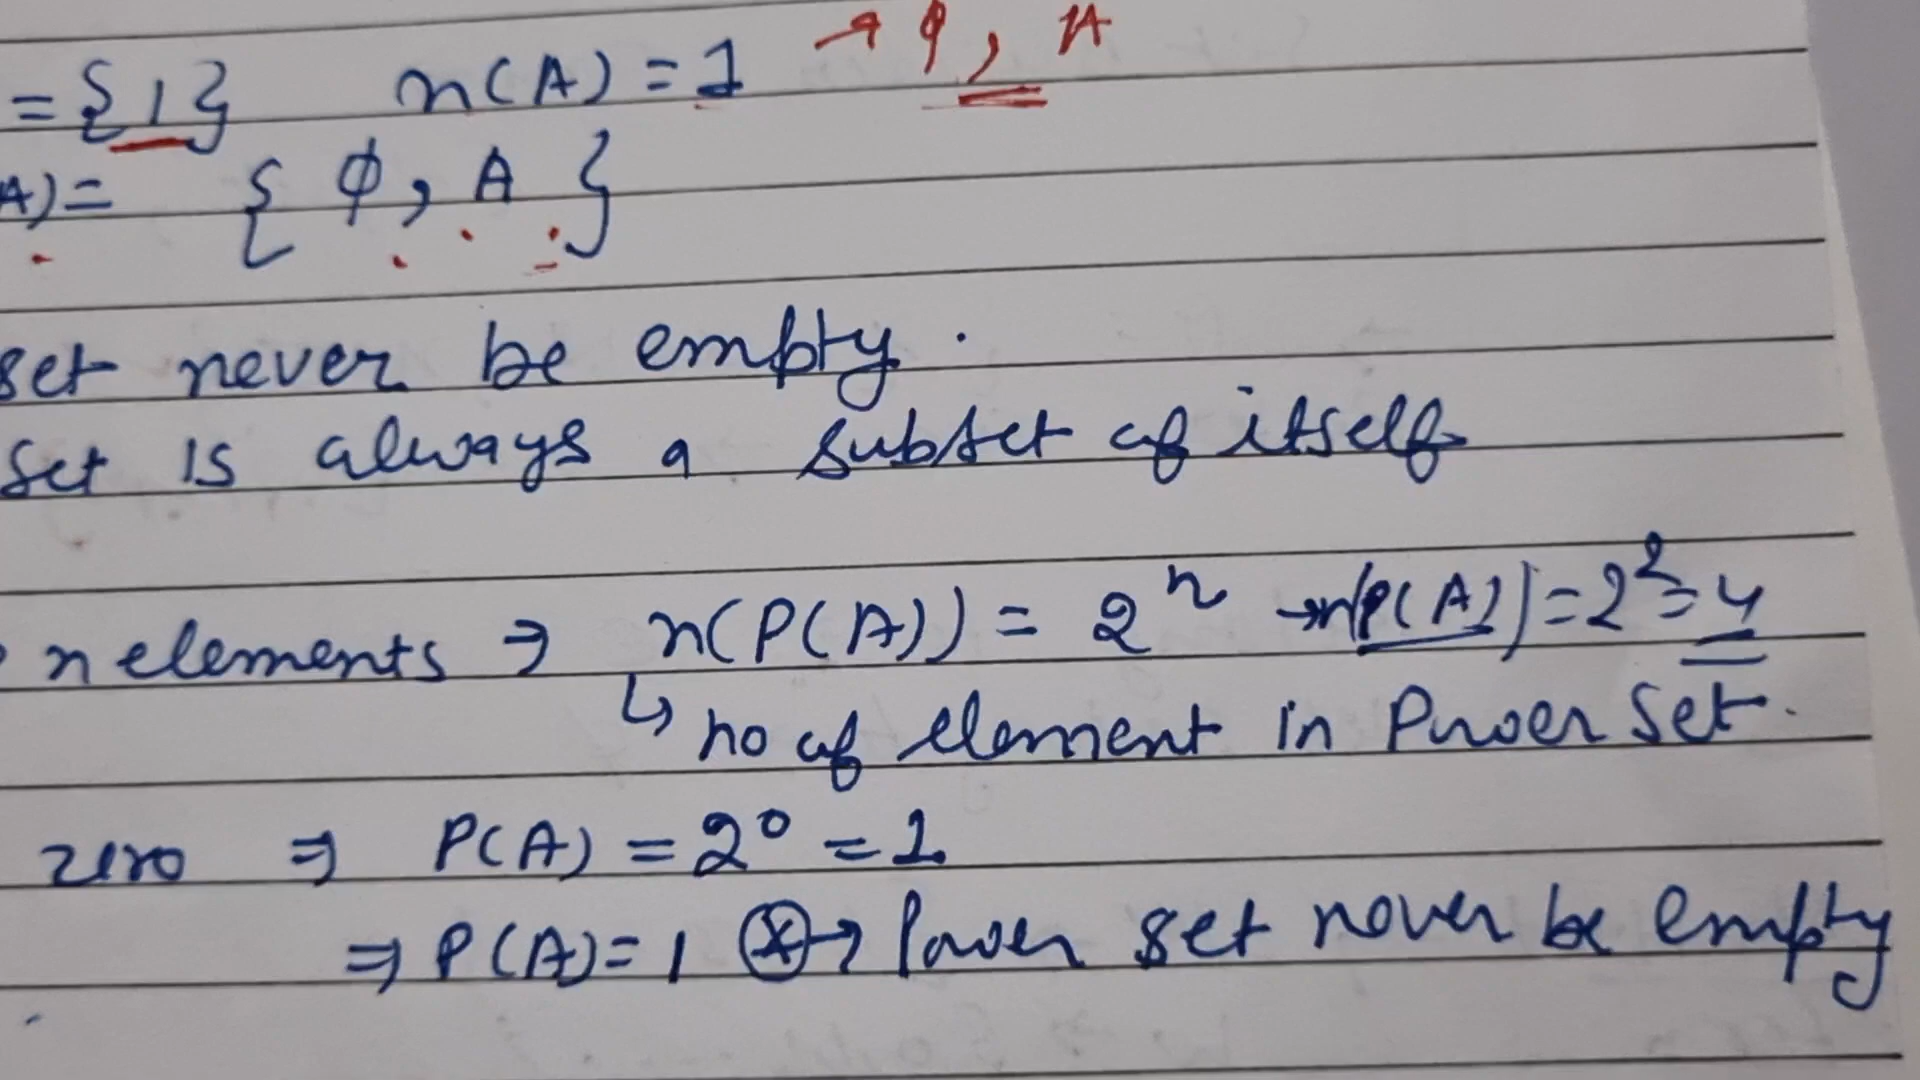 = {1} n(A) = 1 → φ, A
A) = { φ, A }
set never be empty.
Set is always a subset of itself
n elements ⇒ n(P(A)) = 2ⁿ → n(P(A)) = 2² = 4
↳ no of element in Power Set.
zero ⇒ P(A) = 2⁰ = 1
⇒ P(A) = 1 ⊛→ Power set never be empty